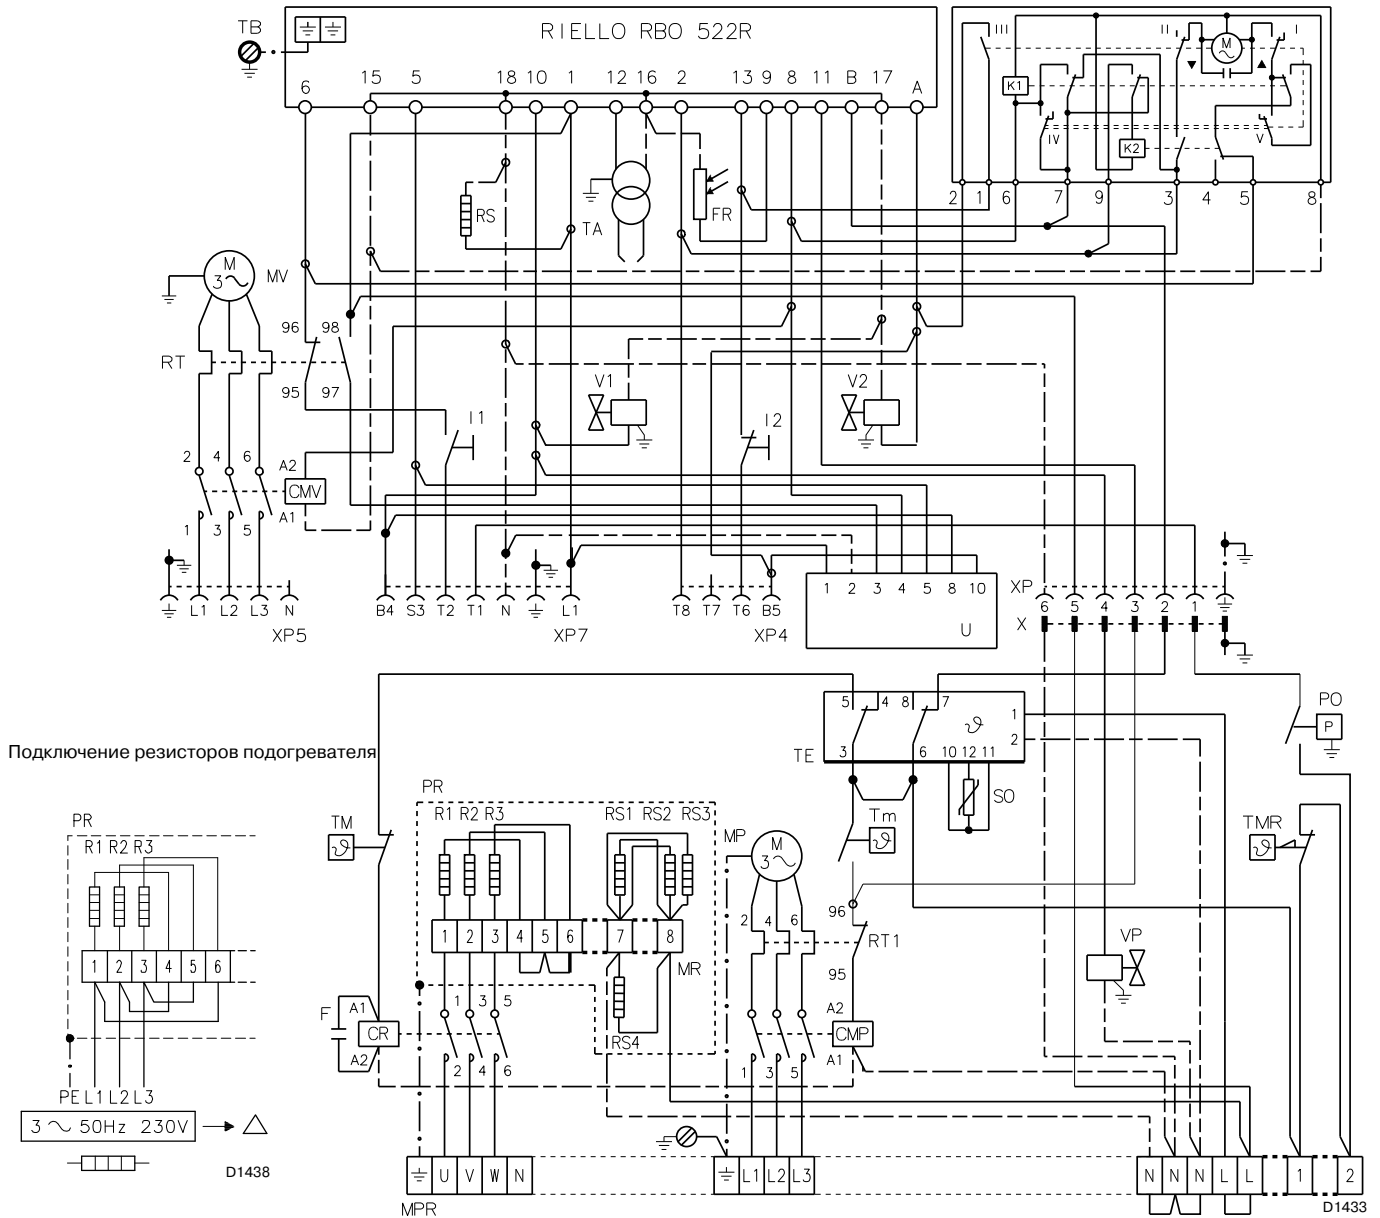 TB
RIELLO RBO 522R
6 15 5 18 10 1 12 16 2 13 9 8 11 B 17 A
III II M I
K1
IV K2 V
2 1 6 7 9 3 4 5 8
RS TA FR
M 3 MV
96 98
RT
95 97
V1 V2
I1 I2
2 4 6 A2
CMV
1 3 5 A1
L1 L2 L3 N
XP5
B4 S3 T2 T1 N L1
XP7
T8 T7 T6 B5
XP4
1 2 3 4 5 8 10
U
XP
6 5 4 3 2 1
X
5 4 8 7
ϑ 1
2
3 6 10 12 11
TE
SO
PO
P
Подключение резисторов подогревателя
PR
R1 R2 R3
1 2 3 4 5 6
PE L1 L2 L3
3 ~ 50Hz 230V
D1438
TM
ϑ
PR
R1 R2 R3 RS1 RS2 RS3
1 2 3 4 5 6 7 8
MR
RS4
F A1
CR
A2
1 3 5
2 4 6
MP
M
3
2 4 6
Tm
ϑ
96
RT1
95
A2
CMP
A1
1 3 5
TMR
ϑ
VP
U V W N
MPR
L1 L2 L3
N N N L L 1 2
D1433